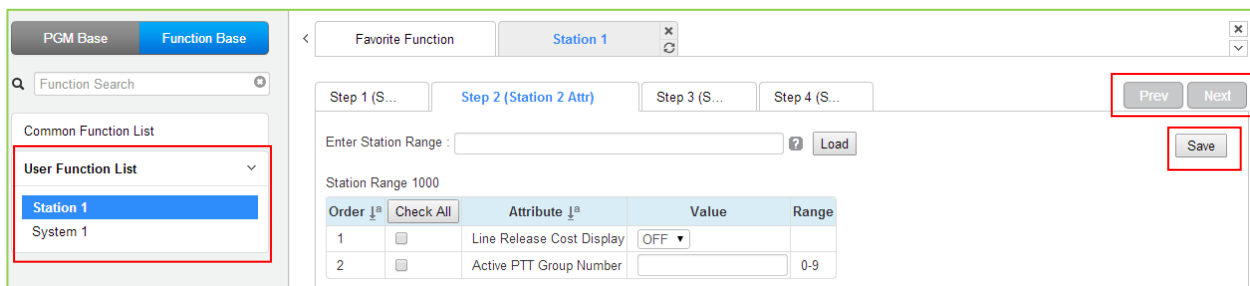 PGM Base Function Base
Function Search
Common Function List
User Function List
Station 1
System 1
Favorite Function Station 1
Step 1 (S... Step 2 (Station 2 Attr) Step 3 (S... Step 4 (S...
Prev Next
Enter Station Range : ? Load
Save
Station Range 1000
Order Check All Attribute Value Range
1 Line Release Cost Display OFF
2 Active PTT Group Number 0-9